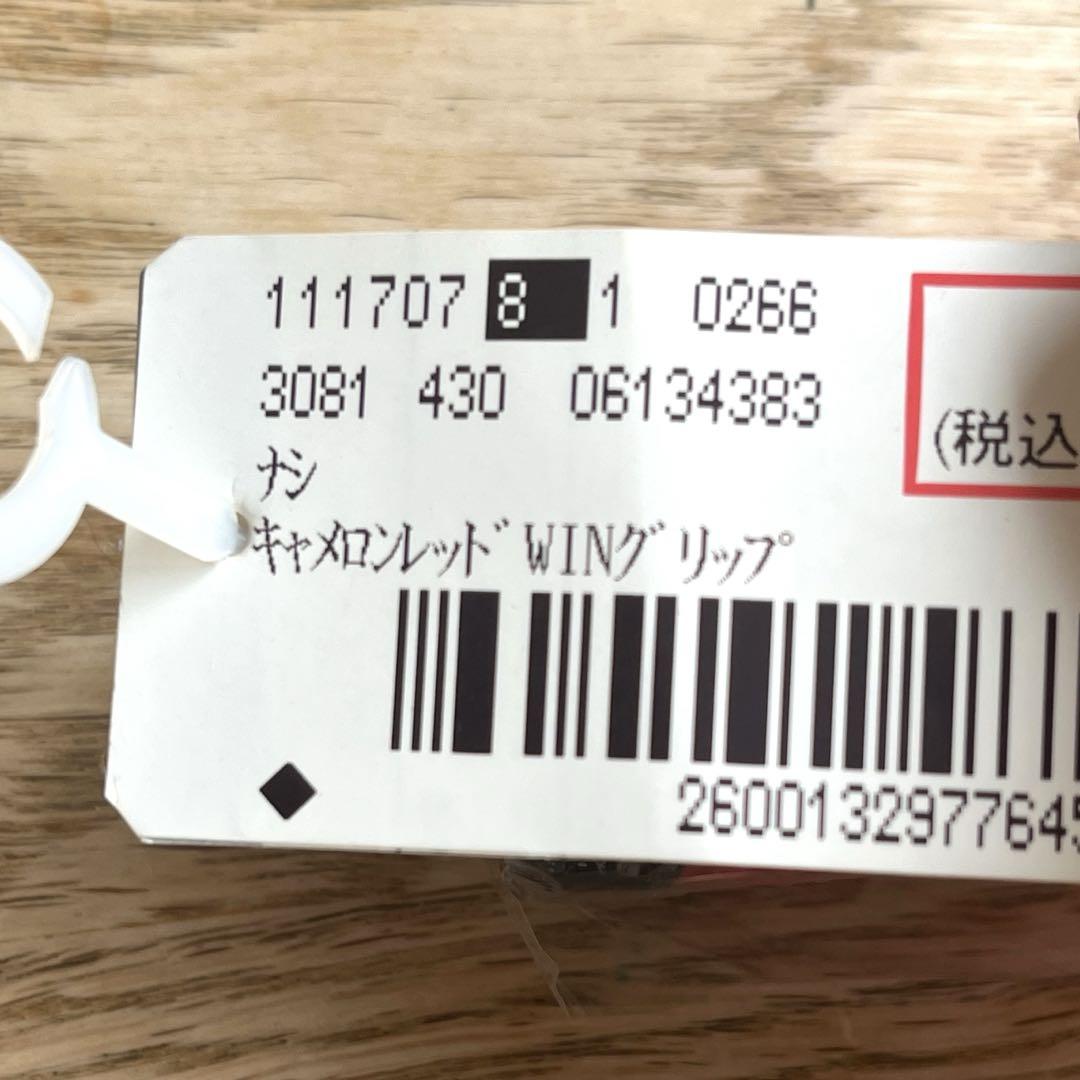 111707 8 1 0266
3081 430 06134383
(税込
ナシ
キャメロンレッド WINグリップ
2600132977645